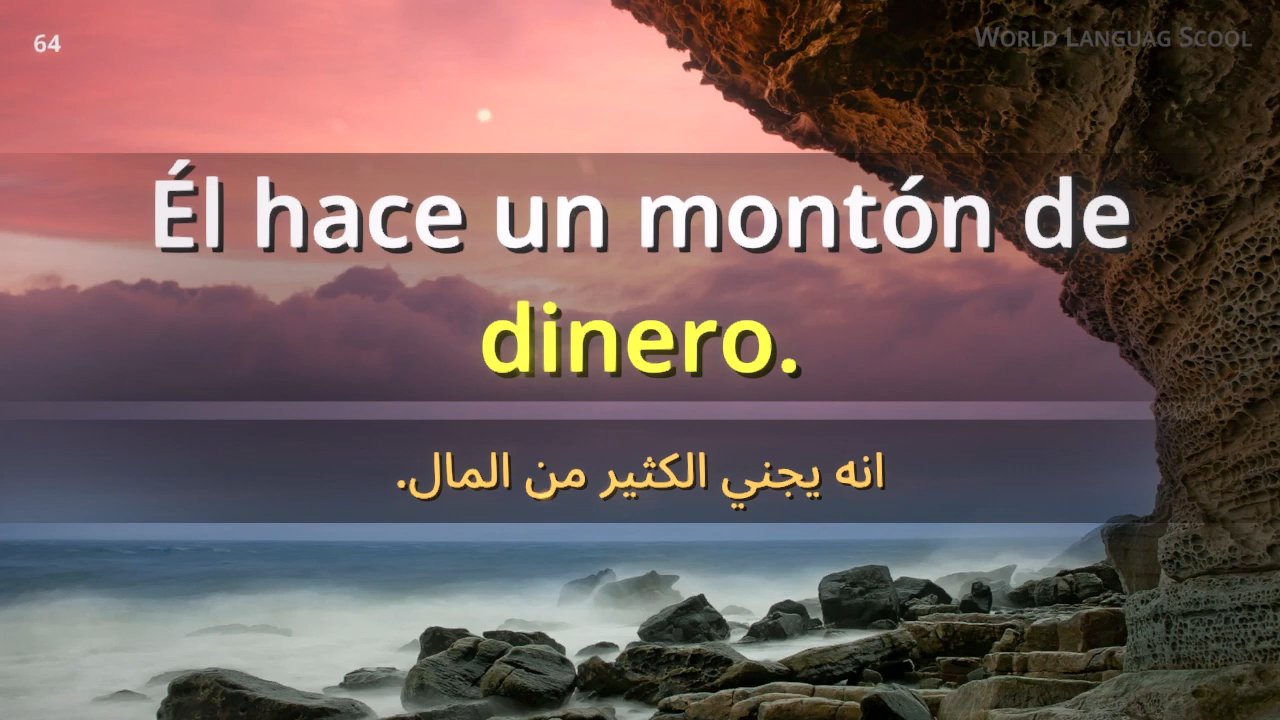 64
WORLD LANGUAG SCOOL
Él hace un montón de
dinero.
انه يجني الكثير من المال.